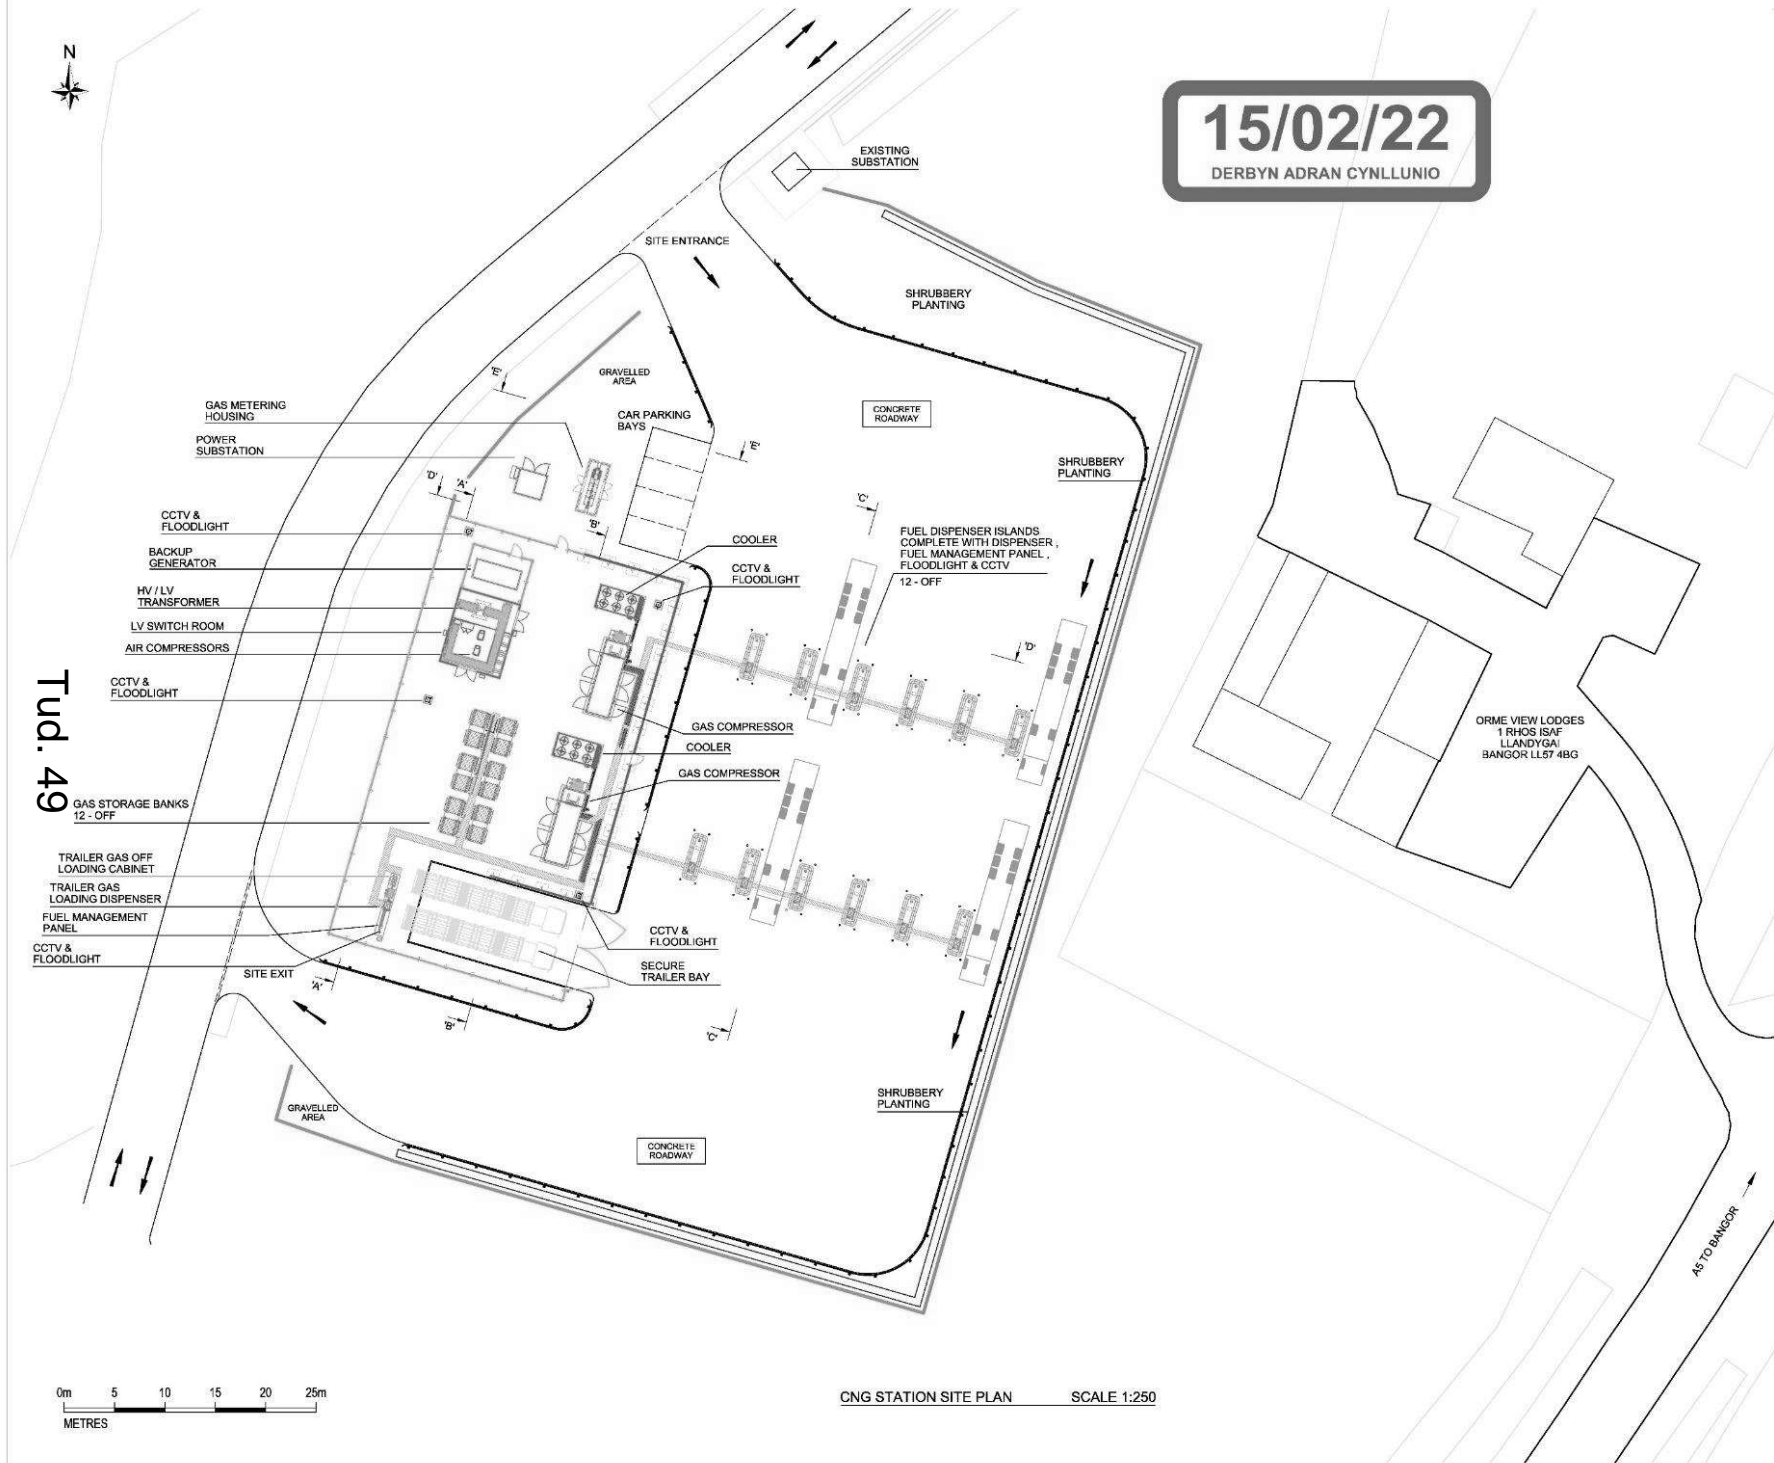 N
15/02/22
DERBYN ADRAN CYNLLUNIO
EXISTING
SUBSTATION
SITE ENTRANCE
SHRUBBERY
PLANTING
'E'
GRAVELLED
AREA
GAS METERING
HOUSING
CAR PARKING
BAYS
CONCRETE
ROADWAY
POWER
SUBSTATION
'E'
SHRUBBERY
PLANTING
'D'
'A'
'C'
CCTV &
FLOODLIGHT
'B'
COOLER
FUEL DISPENSER ISLANDS
COMPLETE WITH DISPENSER ,
FUEL MANAGEMENT PANEL ,
FLOODLIGHT & CCTV
12 - OFF
BACKUP
GENERATOR
CCTV &
FLOODLIGHT
HV / LV
TRANSFORMER
LV SWITCH ROOM
AIR COMPRESSORS
'D'
CCTV &
FLOODLIGHT
Tud. 49
GAS COMPRESSOR
COOLER
GAS COMPRESSOR
ORME VIEW LODGES
1 RHOS ISAF
LLANDYGAI
BANGOR LL57 4BG
GAS STORAGE BANKS
12 - OFF
TRAILER GAS OFF
LOADING CABINET
TRAILER GAS
LOADING DISPENSER
FUEL MANAGEMENT
PANEL
CCTV &
FLOODLIGHT
CCTV &
FLOODLIGHT
SITE EXIT
SECURE
TRAILER BAY
'A'
'B'
'C'
SHRUBBERY
PLANTING
GRAVELLED
AREA
CONCRETE
ROADWAY
A5 TO BANGOR
0m 5 10 15 20 25m
METRES
CNG STATION SITE PLAN SCALE 1:250